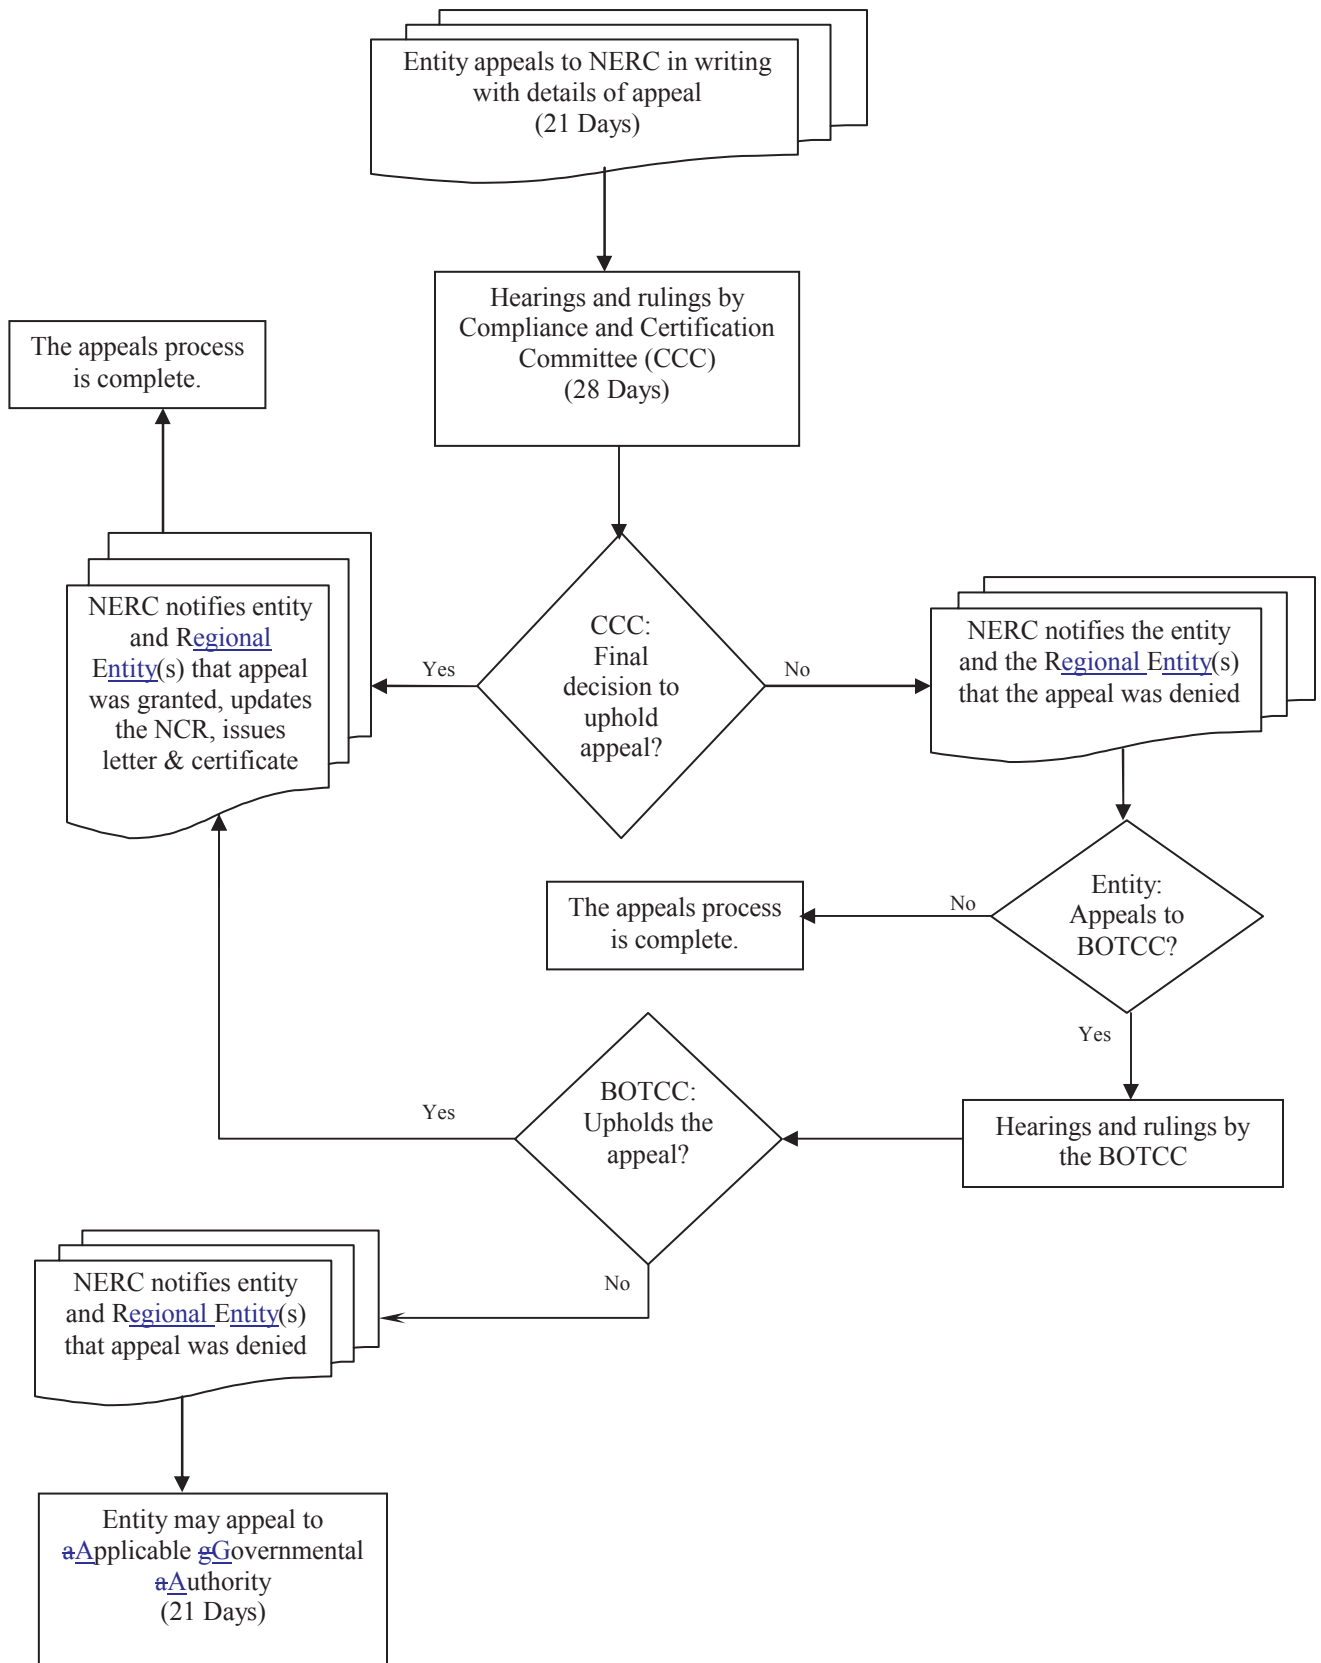 Entity appeals to NERC in writing
with details of appeal
(21 Days)
Hearings and rulings by
Compliance and Certification
Committee (CCC)
(28 Days)
The appeals process
is complete.
NERC notifies entity
and Regional
Entity(s) that appeal
was granted, updates
the NCR, issues
letter & certificate
Yes
CCC:
Final
decision to
uphold
appeal?
No
NERC notifies the entity
and the Regional Entity(s)
that the appeal was denied
The appeals process
is complete.
No
Entity:
Appeals to
BOTCC?
Yes
Yes
BOTCC:
Upholds the
appeal?
Hearings and rulings by
the BOTCC
No
NERC notifies entity
and Regional Entity(s)
that appeal was denied
Entity may appeal to
aApplicable gGovernmental
aAuthority
(21 Days)